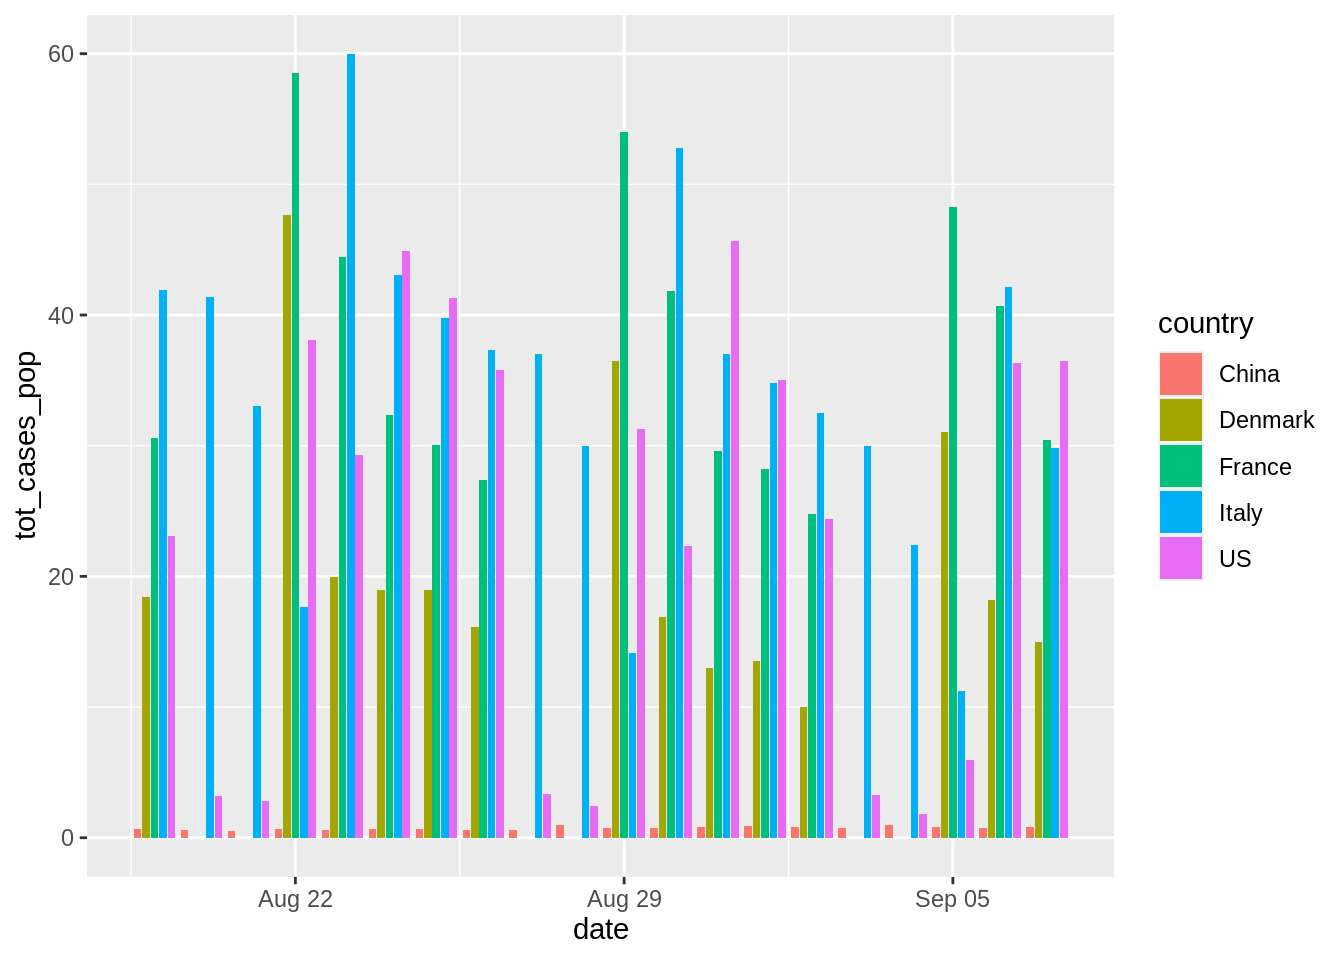 60
40
20
0
tot_cases_pop
Aug 22
Aug 29
Sep 05
date
country
China
Denmark
France
Italy
US